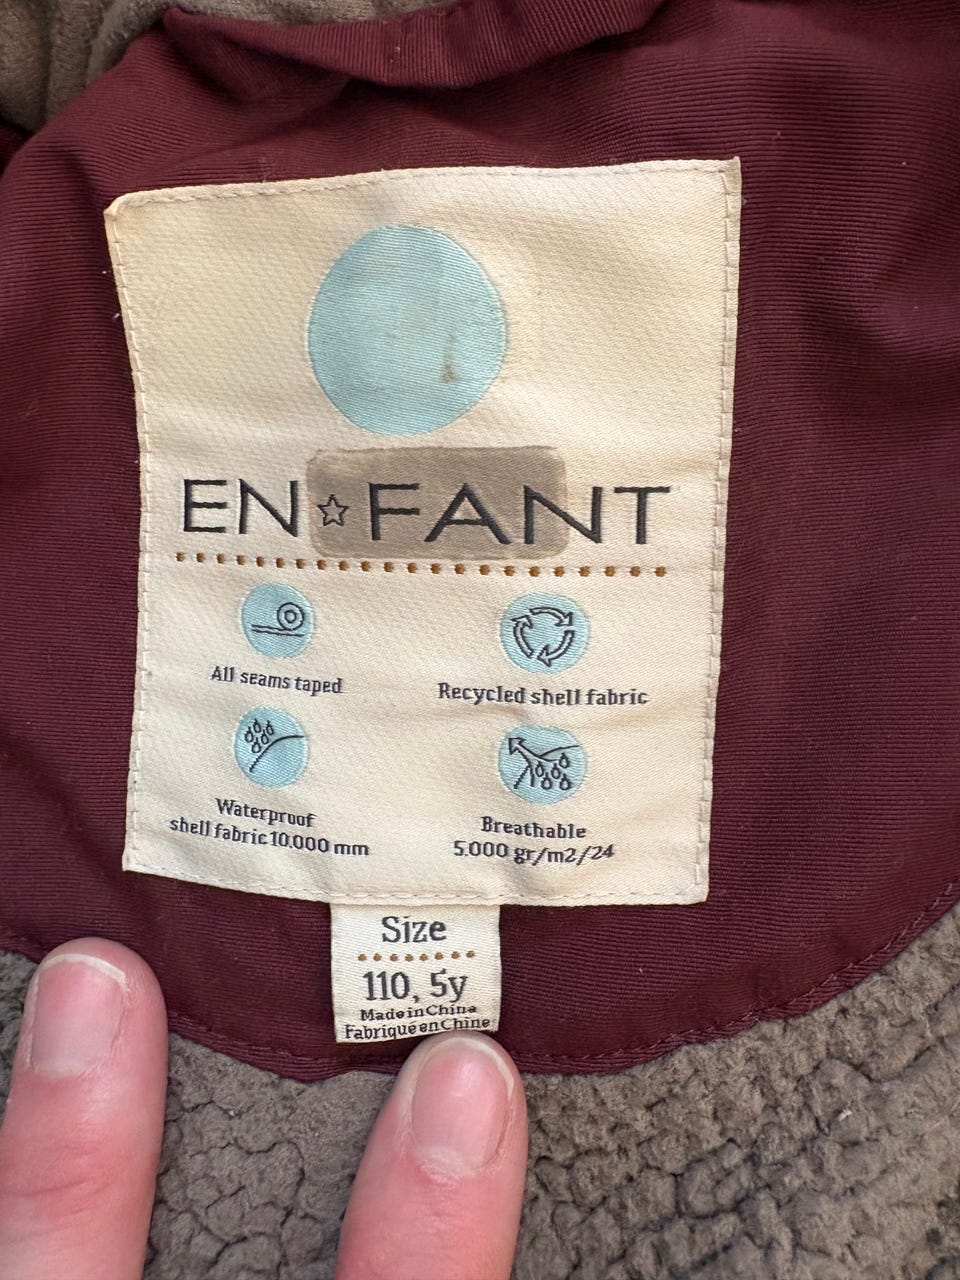 EN☆FANT
All seams taped
Recycled shell fabric
Waterproof
shell fabric 10.000 mm
Breathable
5.000 gr/m2/24
Size
110, 5y
Made in China
Fabriqué en Chine